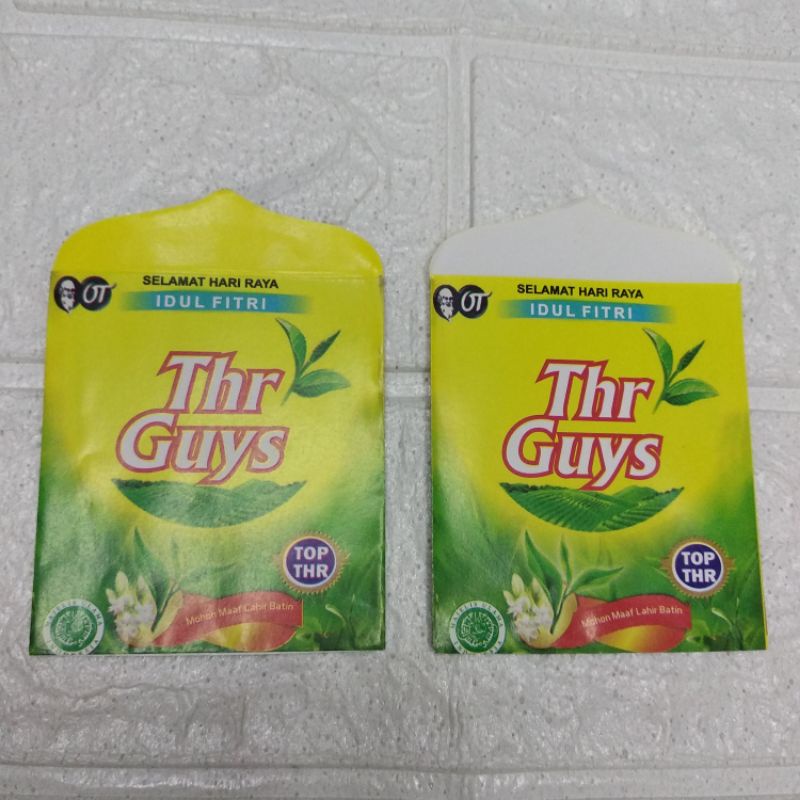 OT
SELAMAT HARI RAYA
IDUL FITRI
Thr
Guys
TOP
THR
Mohon Maaf Lahir Batin
OT
SELAMAT HARI RAYA
IDUL FITRI
Thr
Guys
TOP
THR
Mohon Maaf Lahir Batin